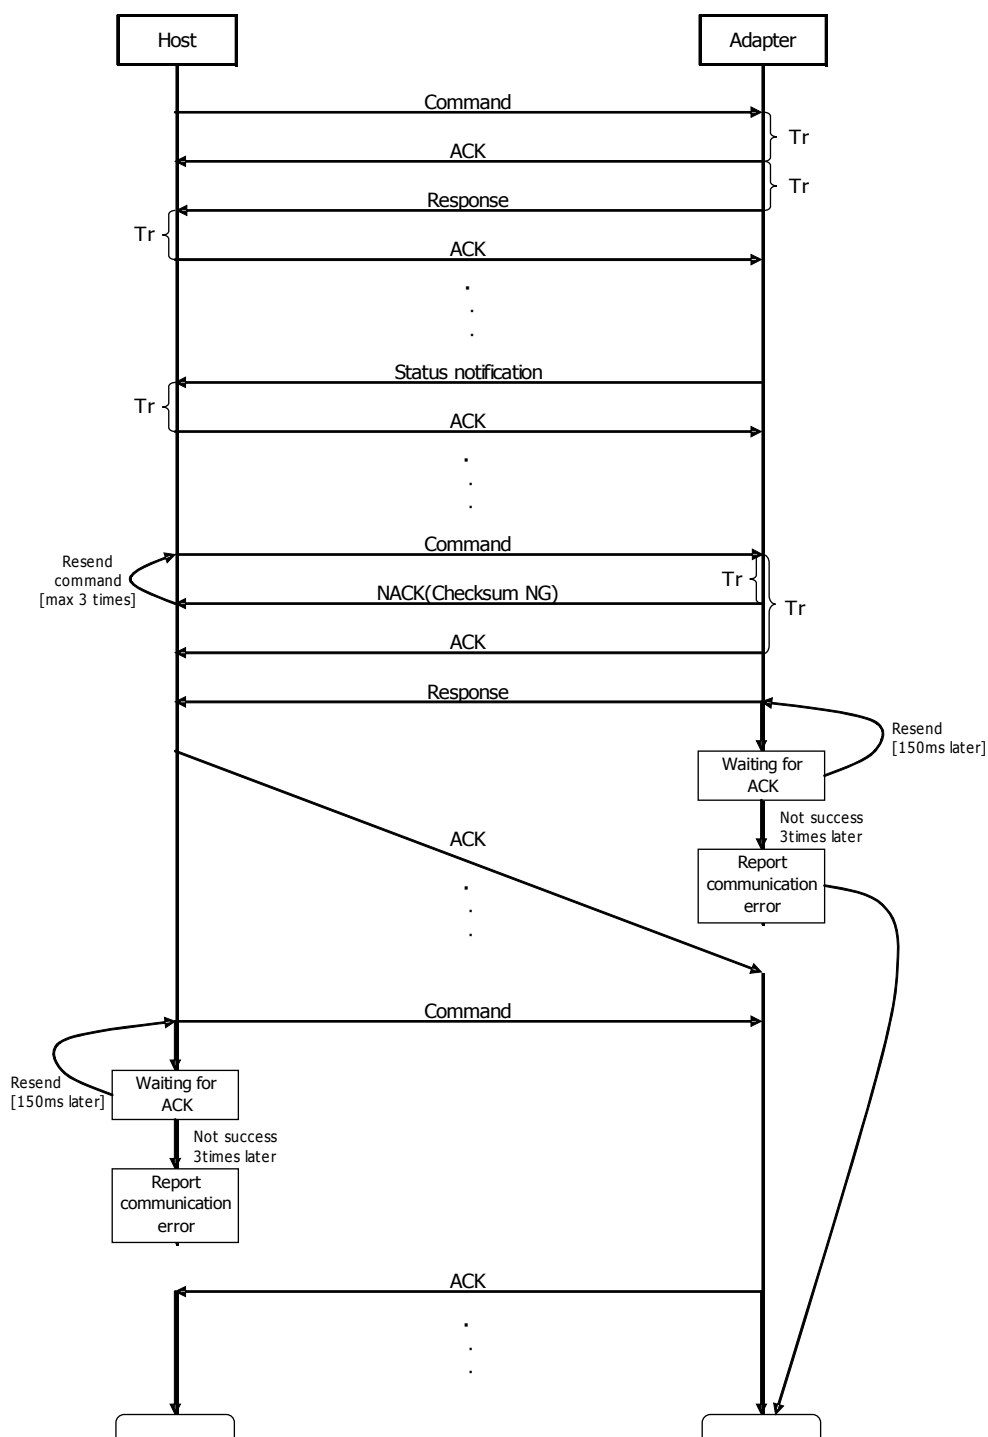 Host
Adapter
Command
Tr
ACK
Tr
Response
Tr
ACK
Status notification
Tr
ACK
Command
Resend
command
[max 3 times]
Tr
NACK(Checksum NG)
Tr
ACK
Response
Resend
[150ms later]
Waiting for
ACK
Not success
3times later
ACK
Report
communication
error
Command
Resend
[150ms later]
Waiting for
ACK
Not success
3times later
Report
communication
error
ACK